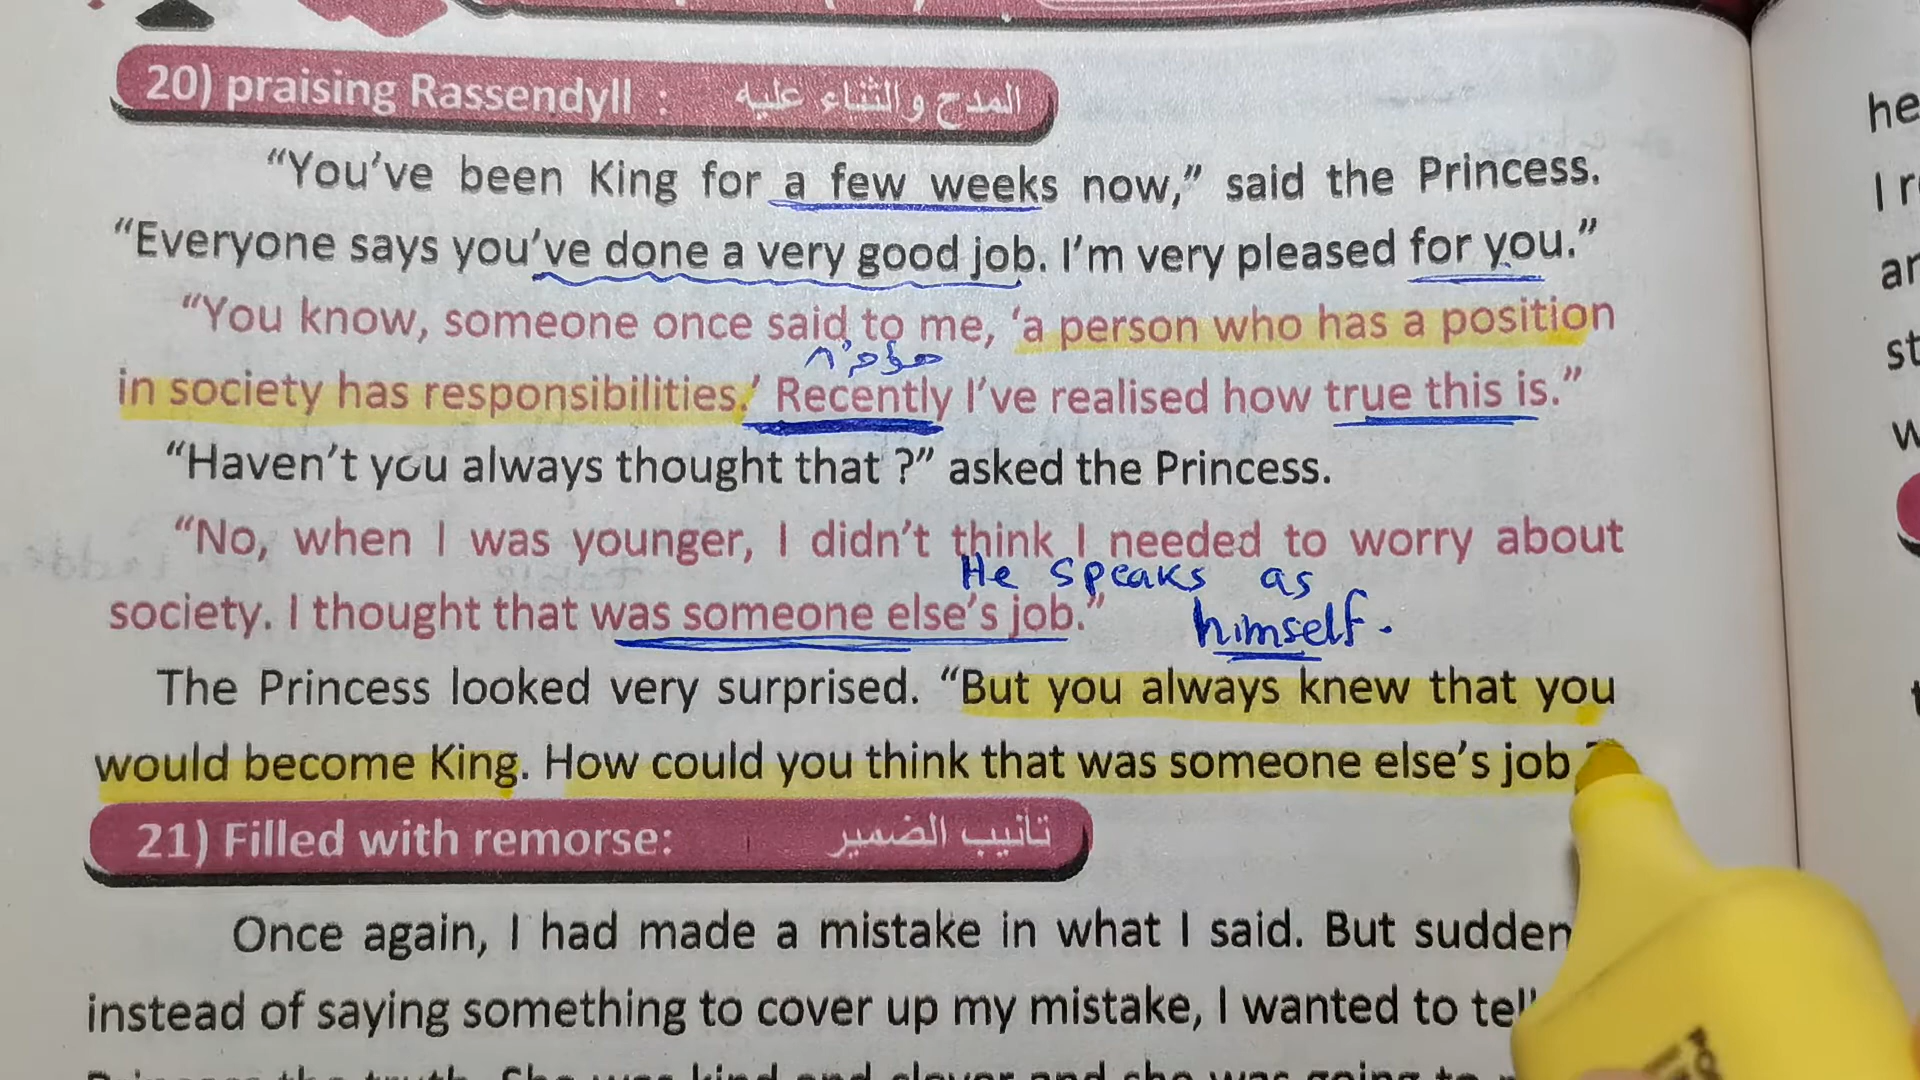 20) praising Rassendyll : المدح والثناء عليه
“You’ve been King for a few weeks now,” said the Princess.
“Everyone says you’ve done a very good job. I’m very pleased for you.”
“You know, someone once said to me, ‘a person who has a position
in society has responsibilities.’ Recently I’ve realised how true this is.”
“Haven’t you always thought that ?” asked the Princess.
“No, when I was younger, I didn’t think I needed to worry about
He speaks as
society. I thought that was someone else’s job.”
himself.
The Princess looked very surprised. “But you always knew that you
would become King. How could you think that was someone else’s job
21) Filled with remorse: تأنيب الضمير
Once again, I had made a mistake in what I said. But sudden
instead of saying something to cover up my mistake, I wanted to tell
he
I r
ar
st
w